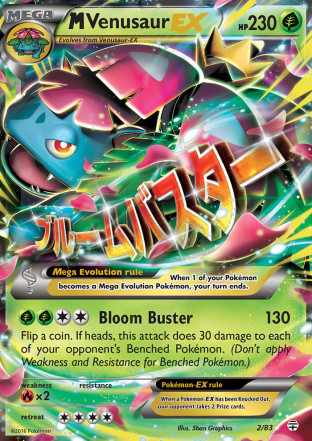 MEGA
M Venusaur EX
HP 230
Evolves from Venusaur-EX
ブルームバスター
Mega Evolution rule
When 1 of your Pokémon
becomes a Mega Evolution Pokémon, your turn ends.
Bloom Buster 130
Flip a coin. If heads, this attack does 30 damage to each
of your opponent's Benched Pokémon. (Don't apply
Weakness and Resistance for Benched Pokémon.)
weakness
resistance
×2
Pokémon-EX rule
When a Pokémon-EX has been Knocked Out,
your opponent takes 2 Prize cards.
retreat
Illus. 5ban Graphics
2/83
©2016 Pokémon